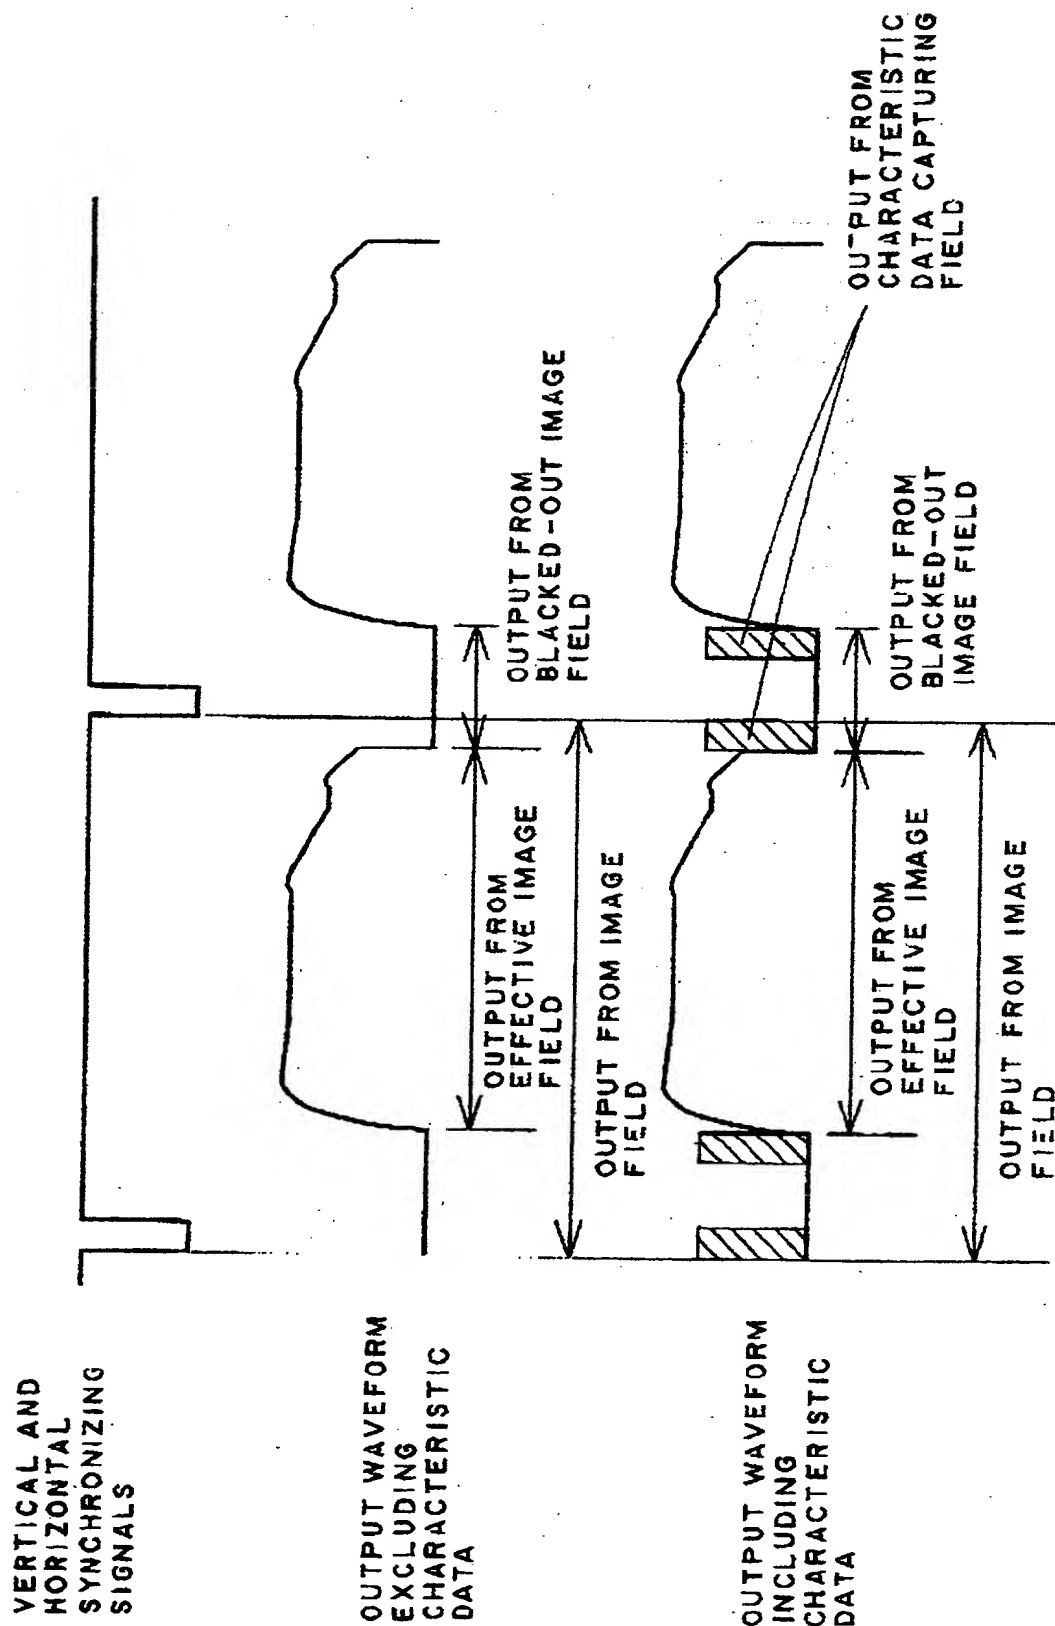 VERTICAL AND
HORIZONTAL
SYNCHRONIZING
SIGNALS
OUTPUT WAVEFORM
EXCLUDING
CHARACTERISTIC
DATA
OUTPUT FROM
EFFECTIVE IMAGE
FIELD
OUTPUT FROM
BLACKED-OUT IMAGE
FIELD
OUTPUT FROM IMAGE
FIELD
OUTPUT WAVEFORM
INCLUDING
CHARACTERISTIC
DATA
OUTPUT FROM
CHARACTERISTIC
DATA CAPTURING
FIELD
OUTPUT FROM
EFFECTIVE IMAGE
FIELD
OUTPUT FROM
BLACKED-OUT
IMAGE FIELD
OUTPUT FROM IMAGE
FIELD